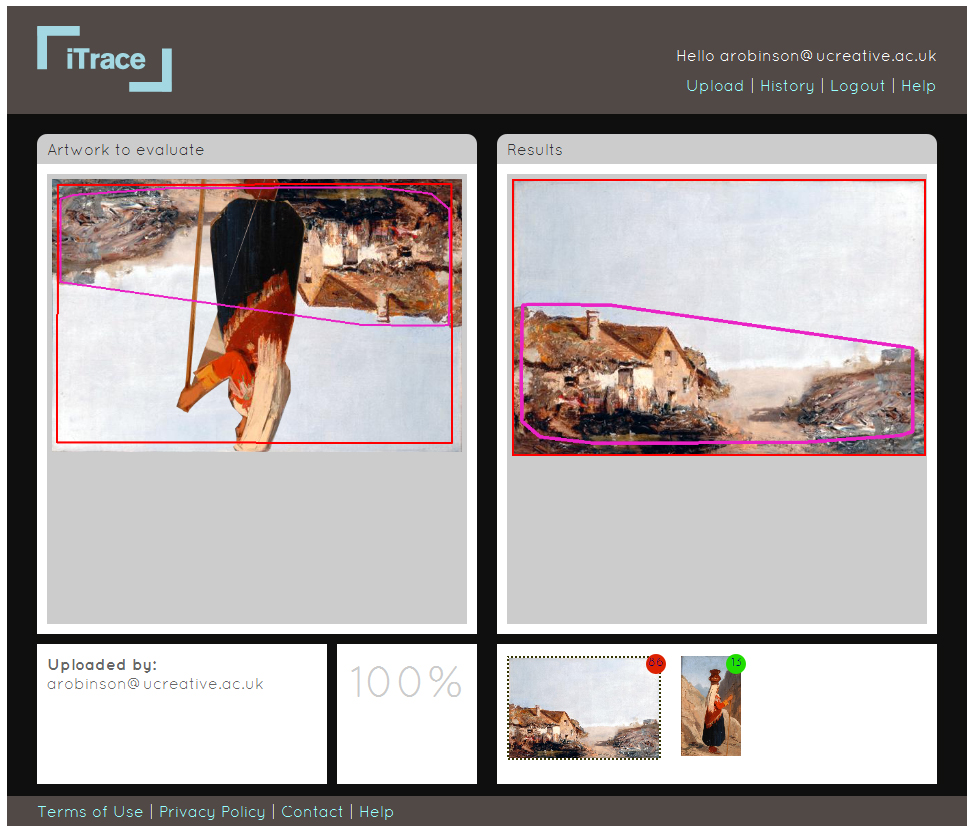 iTrace
Hello arobinson@ucreative.ac.uk
Upload | History | Logout | Help
Artwork to evaluate
Results
Uploaded by:
arobinson@ucreative.ac.uk
100%
86
13
Terms of Use | Privacy Policy | Contact | Help